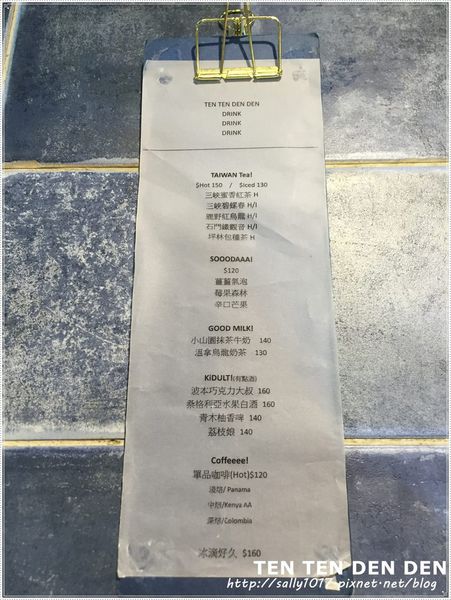 TEN TEN DEN DEN
DRINK
DRINK
DRINK
TAIWAN Tea!
$Hot 150 / $Iced 130
三峽蜜香紅茶 H
三峽碧螺春 H/I
鹿野紅烏龍 H/I
石門鐵觀音 H/I
坪林包種茶 H
SOOODAAA!
$120
薑薑氣泡
莓果森林
辛口芒果
GOOD MILK!
小山園抹茶牛奶 140
溫拿烏龍奶茶 130
KiDULT!(有點酒)
波本巧克力大叔 160
桑格利亞水果白酒 160
青木柚香啤 140
荔枝娘 140
Coffeeee!
單品咖啡(Hot)$120
淺焙/ Panama
中焙/Kenya AA
深焙/Colombia
冰滴好久 $160
TEN TEN DEN DEN
http://sally1017.pixnet.net/blog